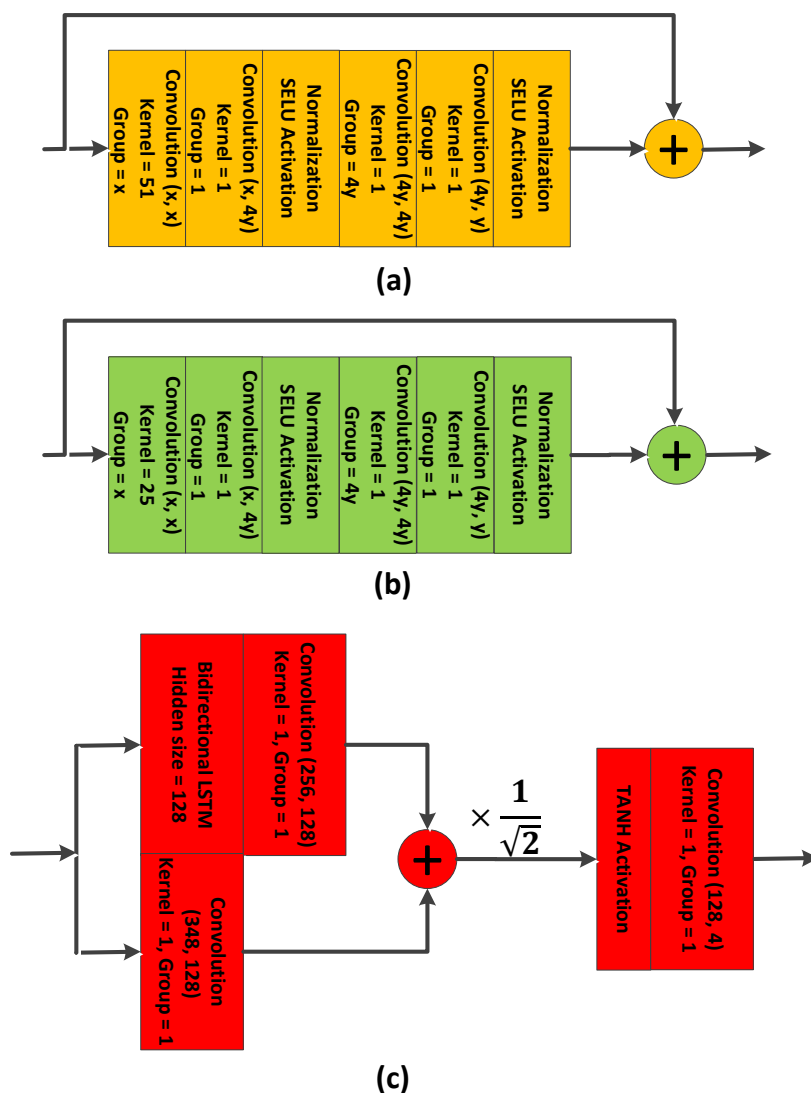 Convolution (x, x)
Kernel = 51
Group = x
Convolution (x, 4y)
Kernel = 1
Group = 1
Normalization
SELU Activation
Convolution (4y, 4y)
Kernel = 1
Group = 4y
Convolution (4y, y)
Kernel = 1
Group = 1
Normalization
SELU Activation
+
(a)
Convolution (x, x)
Kernel = 25
Group = x
Convolution (x, 4y)
Kernel = 1
Group = 1
Normalization
SELU Activation
Convolution (4y, 4y)
Kernel = 1
Group = 4y
Convolution (4y, y)
Kernel = 1
Group = 1
Normalization
SELU Activation
+
(b)
Bidirectional LSTM
Hidden size = 128
Convolution (256, 128)
Kernel = 1, Group = 1
Convolution
(348, 128)
Kernel = 1, Group = 1
+
× 1/√2
TANH Activation
Convolution (128, 4)
Kernel = 1, Group = 1
(c)